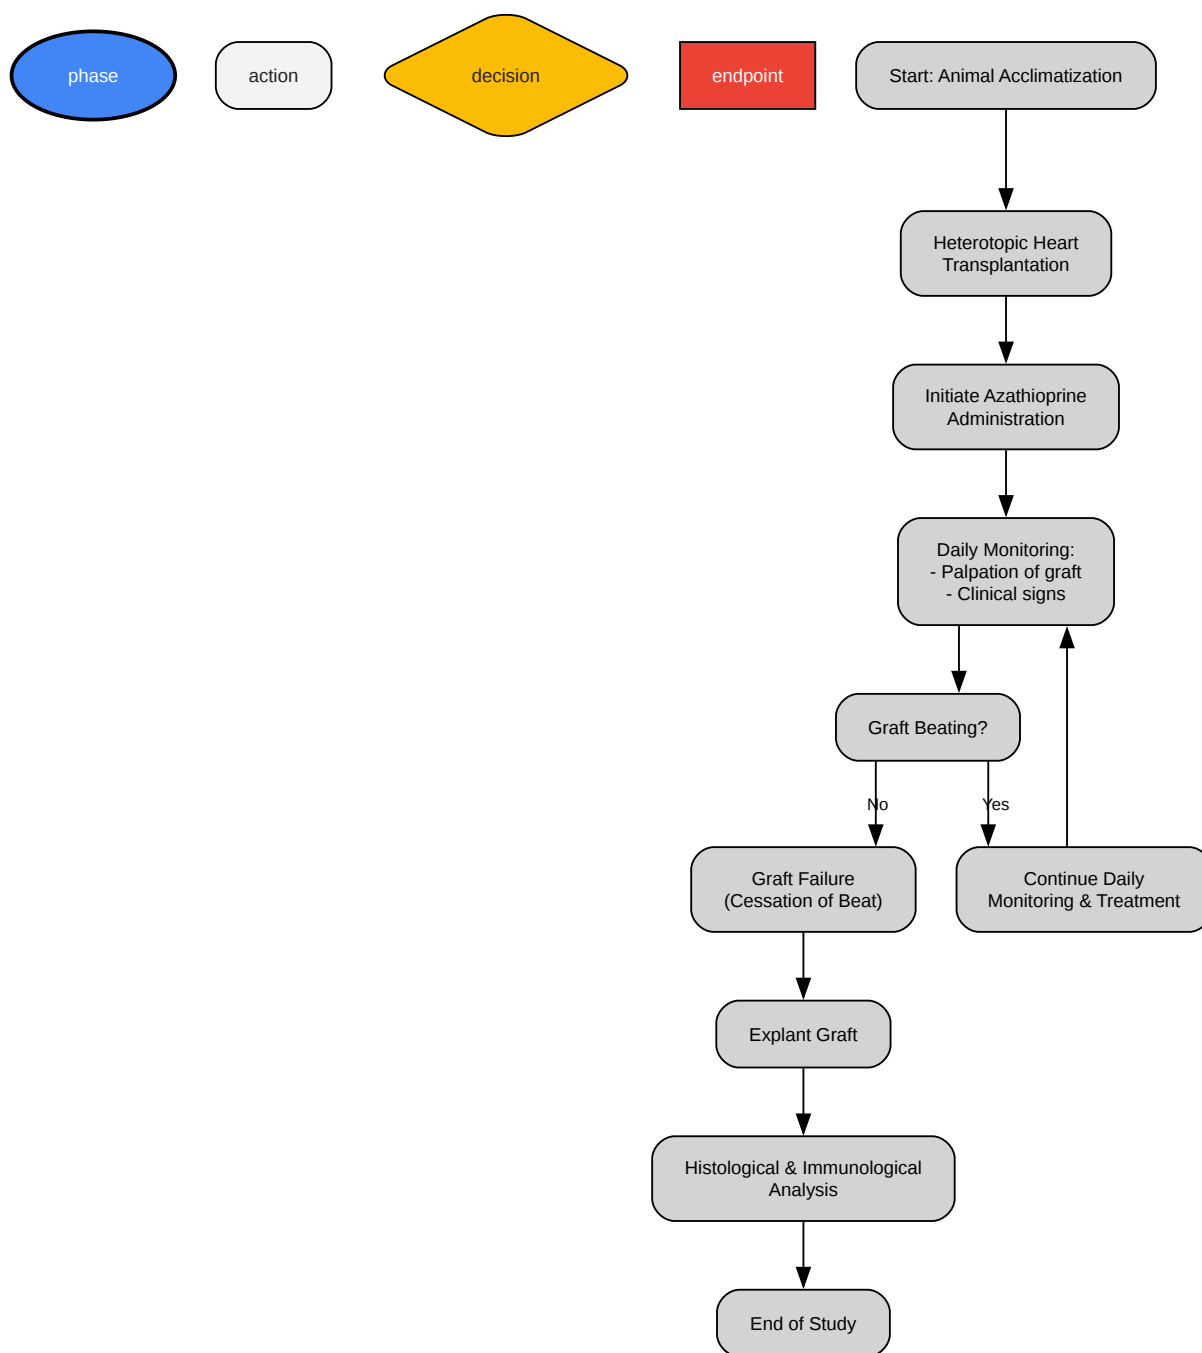 phase
action
decision
endpoint
Start: Animal Acclimatization
Heterotopic Heart
Transplantation
Initiate Azathioprine
Administration
Daily Monitoring:
- Palpation of graft
- Clinical signs
Graft Beating?
No
Yes
Graft Failure
(Cessation of Beat)
Continue Daily
Monitoring & Treatment
Explant Graft
Histological & Immunological
Analysis
End of Study